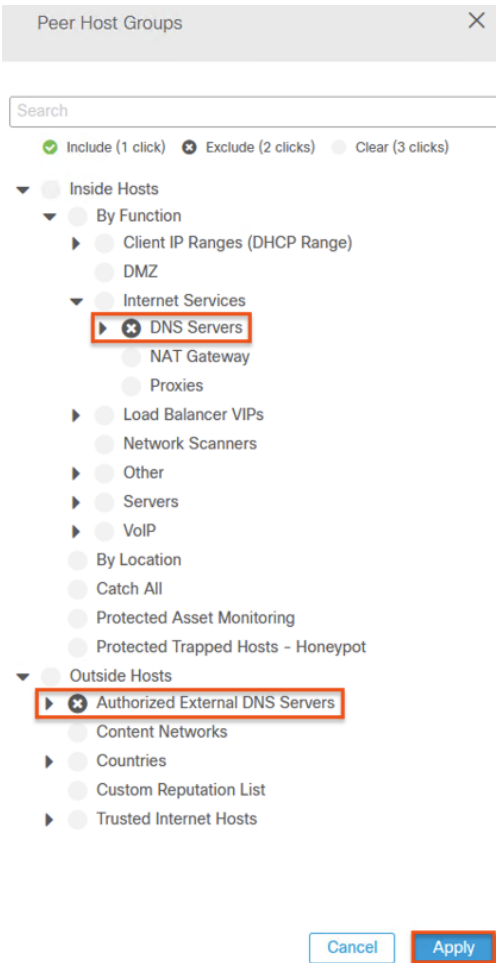 Peer Host Groups
Search
Include (1 click) Exclude (2 clicks) Clear (3 clicks)
Inside Hosts
By Function
Client IP Ranges (DHCP Range)
DMZ
Internet Services
DNS Servers
NAT Gateway
Proxies
Load Balancer VIPs
Network Scanners
Other
Servers
VoIP
By Location
Catch All
Protected Asset Monitoring
Protected Trapped Hosts - Honeypot
Outside Hosts
Authorized External DNS Servers
Content Networks
Countries
Custom Reputation List
Trusted Internet Hosts
Cancel Apply